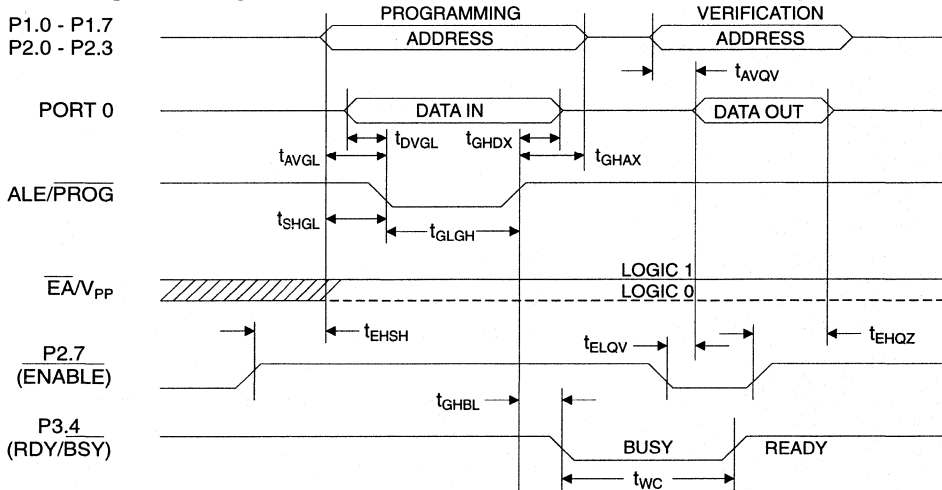 PROGRAMMING
VERIFICATION
P1.0 - P1.7
P2.0 - P2.3
ADDRESS
ADDRESS
tAVQV
PORT 0
DATA IN
DATA OUT
tDVGL
tGHDX
tAVGL
tGHAX
ALE/PROG
tSHGL
tGLGH
LOGIC 1
EA/VPP
LOGIC 0
tEHSH
tELQV
tEHQZ
P2.7
(ENABLE)
tGHBL
P3.4
(RDY/BSY)
BUSY
READY
tWC